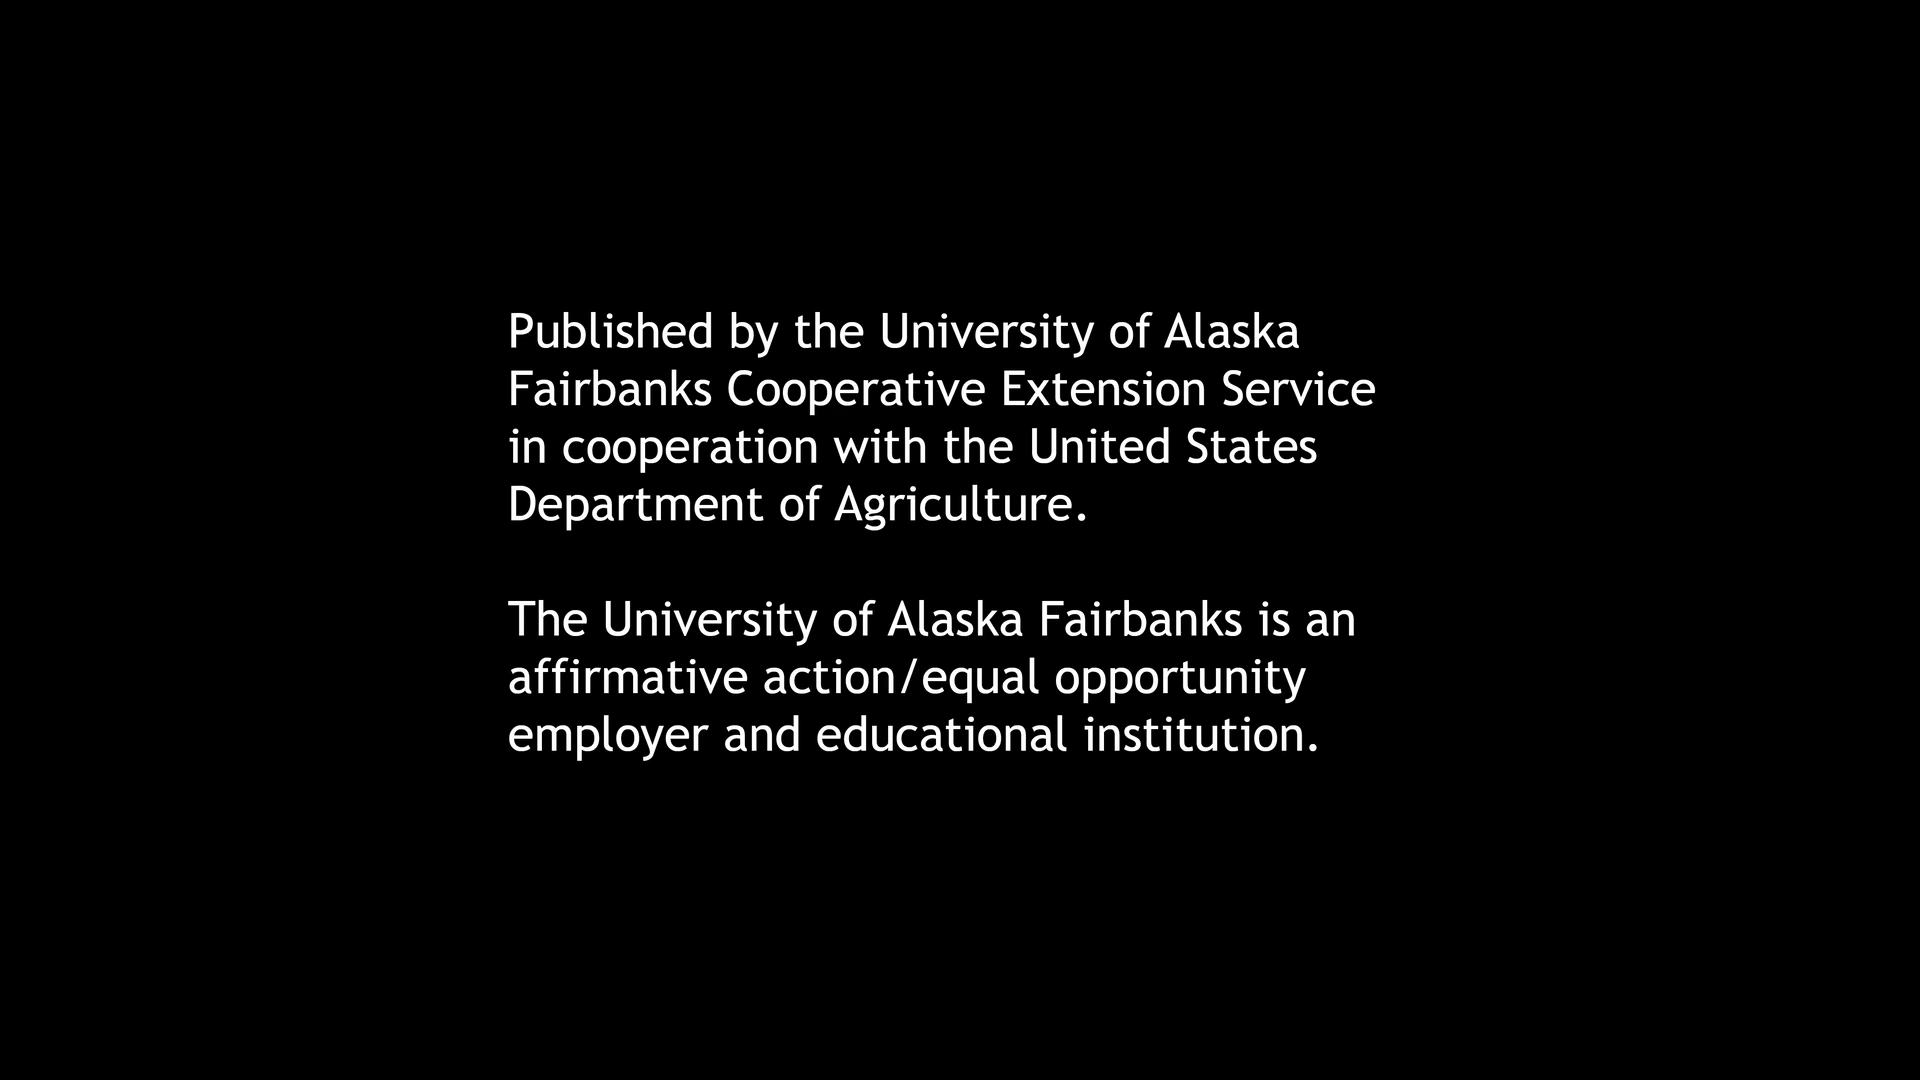 Published by the University of Alaska
Fairbanks Cooperative Extension Service
in cooperation with the United States
Department of Agriculture.
The University of Alaska Fairbanks is an
affirmative action/equal opportunity
employer and educational institution.